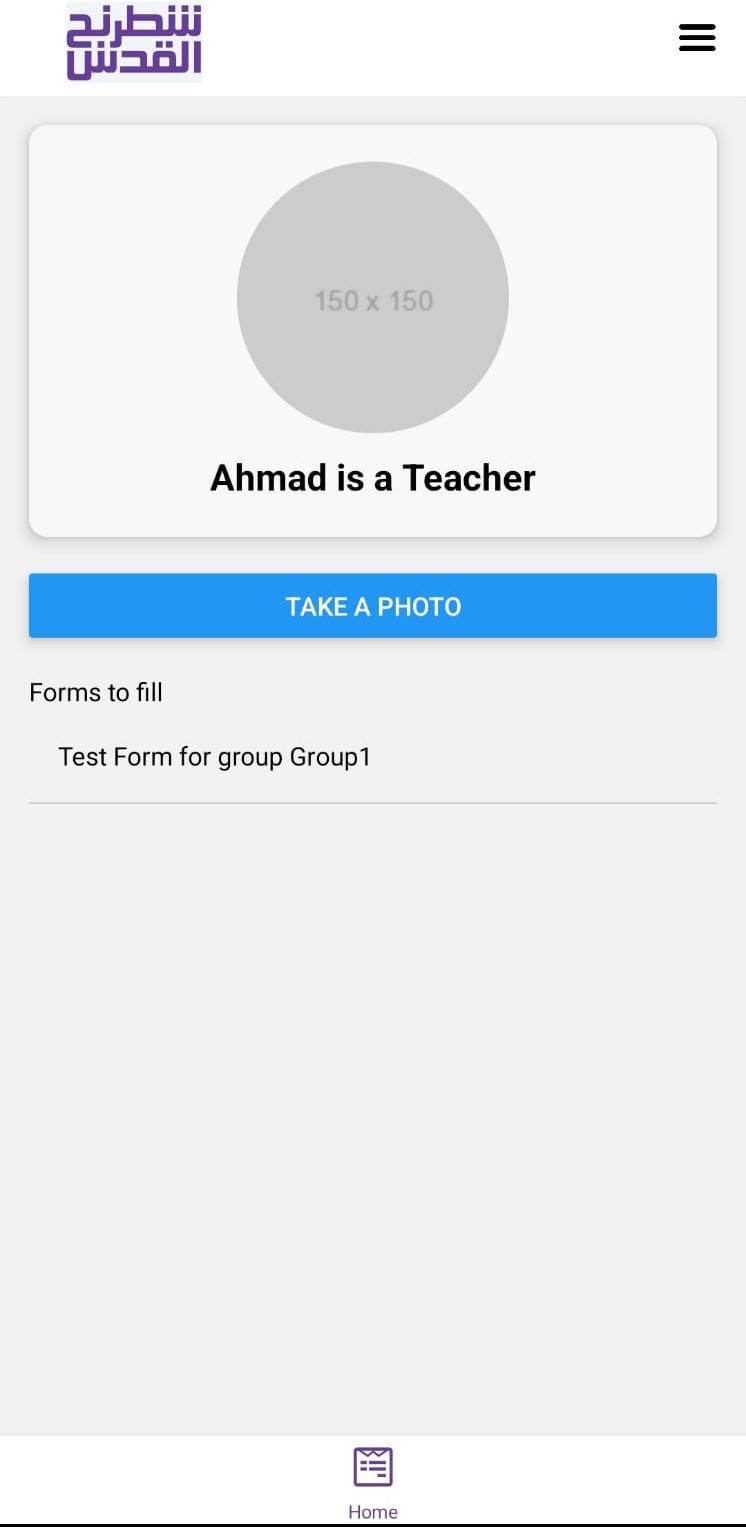 شطرنج
القدس
150 x 150
Ahmad is a Teacher
TAKE A PHOTO
Forms to fill
Test Form for group Group1
Home